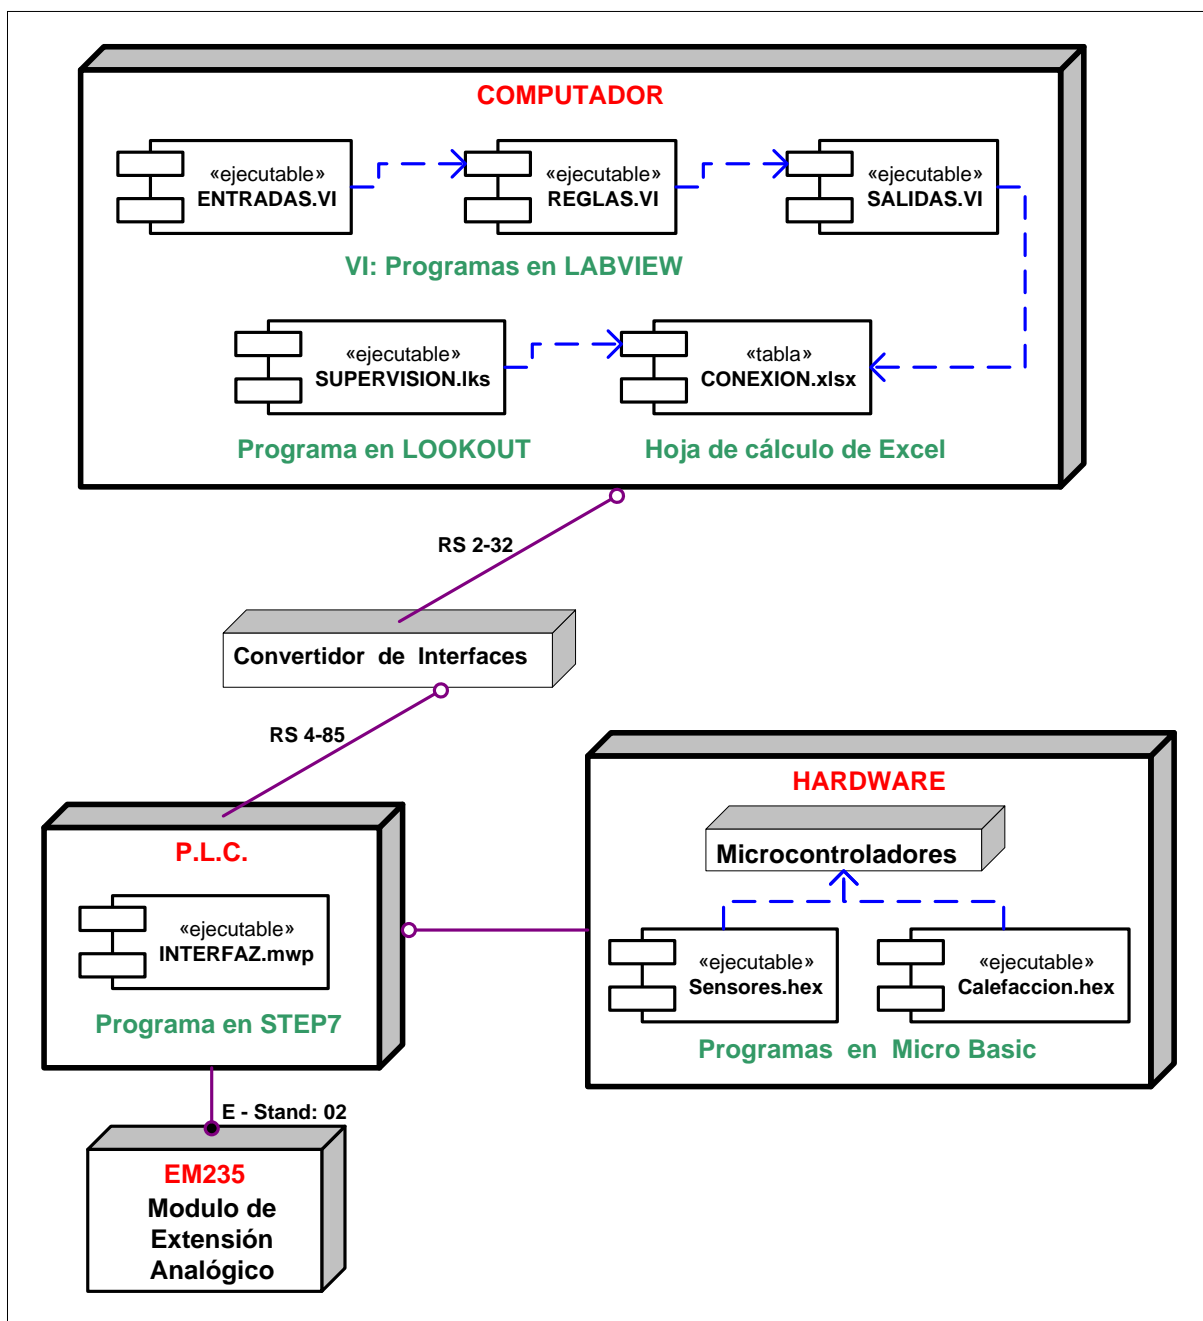 COMPUTADOR
«ejecutable»
ENTRADAS.VI
«ejecutable»
REGLAS.VI
«ejecutable»
SALIDAS.VI
VI: Programas en LABVIEW
«ejecutable»
SUPERVISION.lks
«tabla»
CONEXION.xlsx
Programa en LOOKOUT
Hoja de cálculo de Excel
RS 2-32
Convertidor de Interfaces
RS 4-85
P.L.C.
«ejecutable»
INTERFAZ.mwp
Programa en STEP7
HARDWARE
Microcontroladores
«ejecutable»
Sensores.hex
«ejecutable»
Calefaccion.hex
Programas en Micro Basic
E - Stand: 02
EM235
Modulo de
Extensión
Analógico